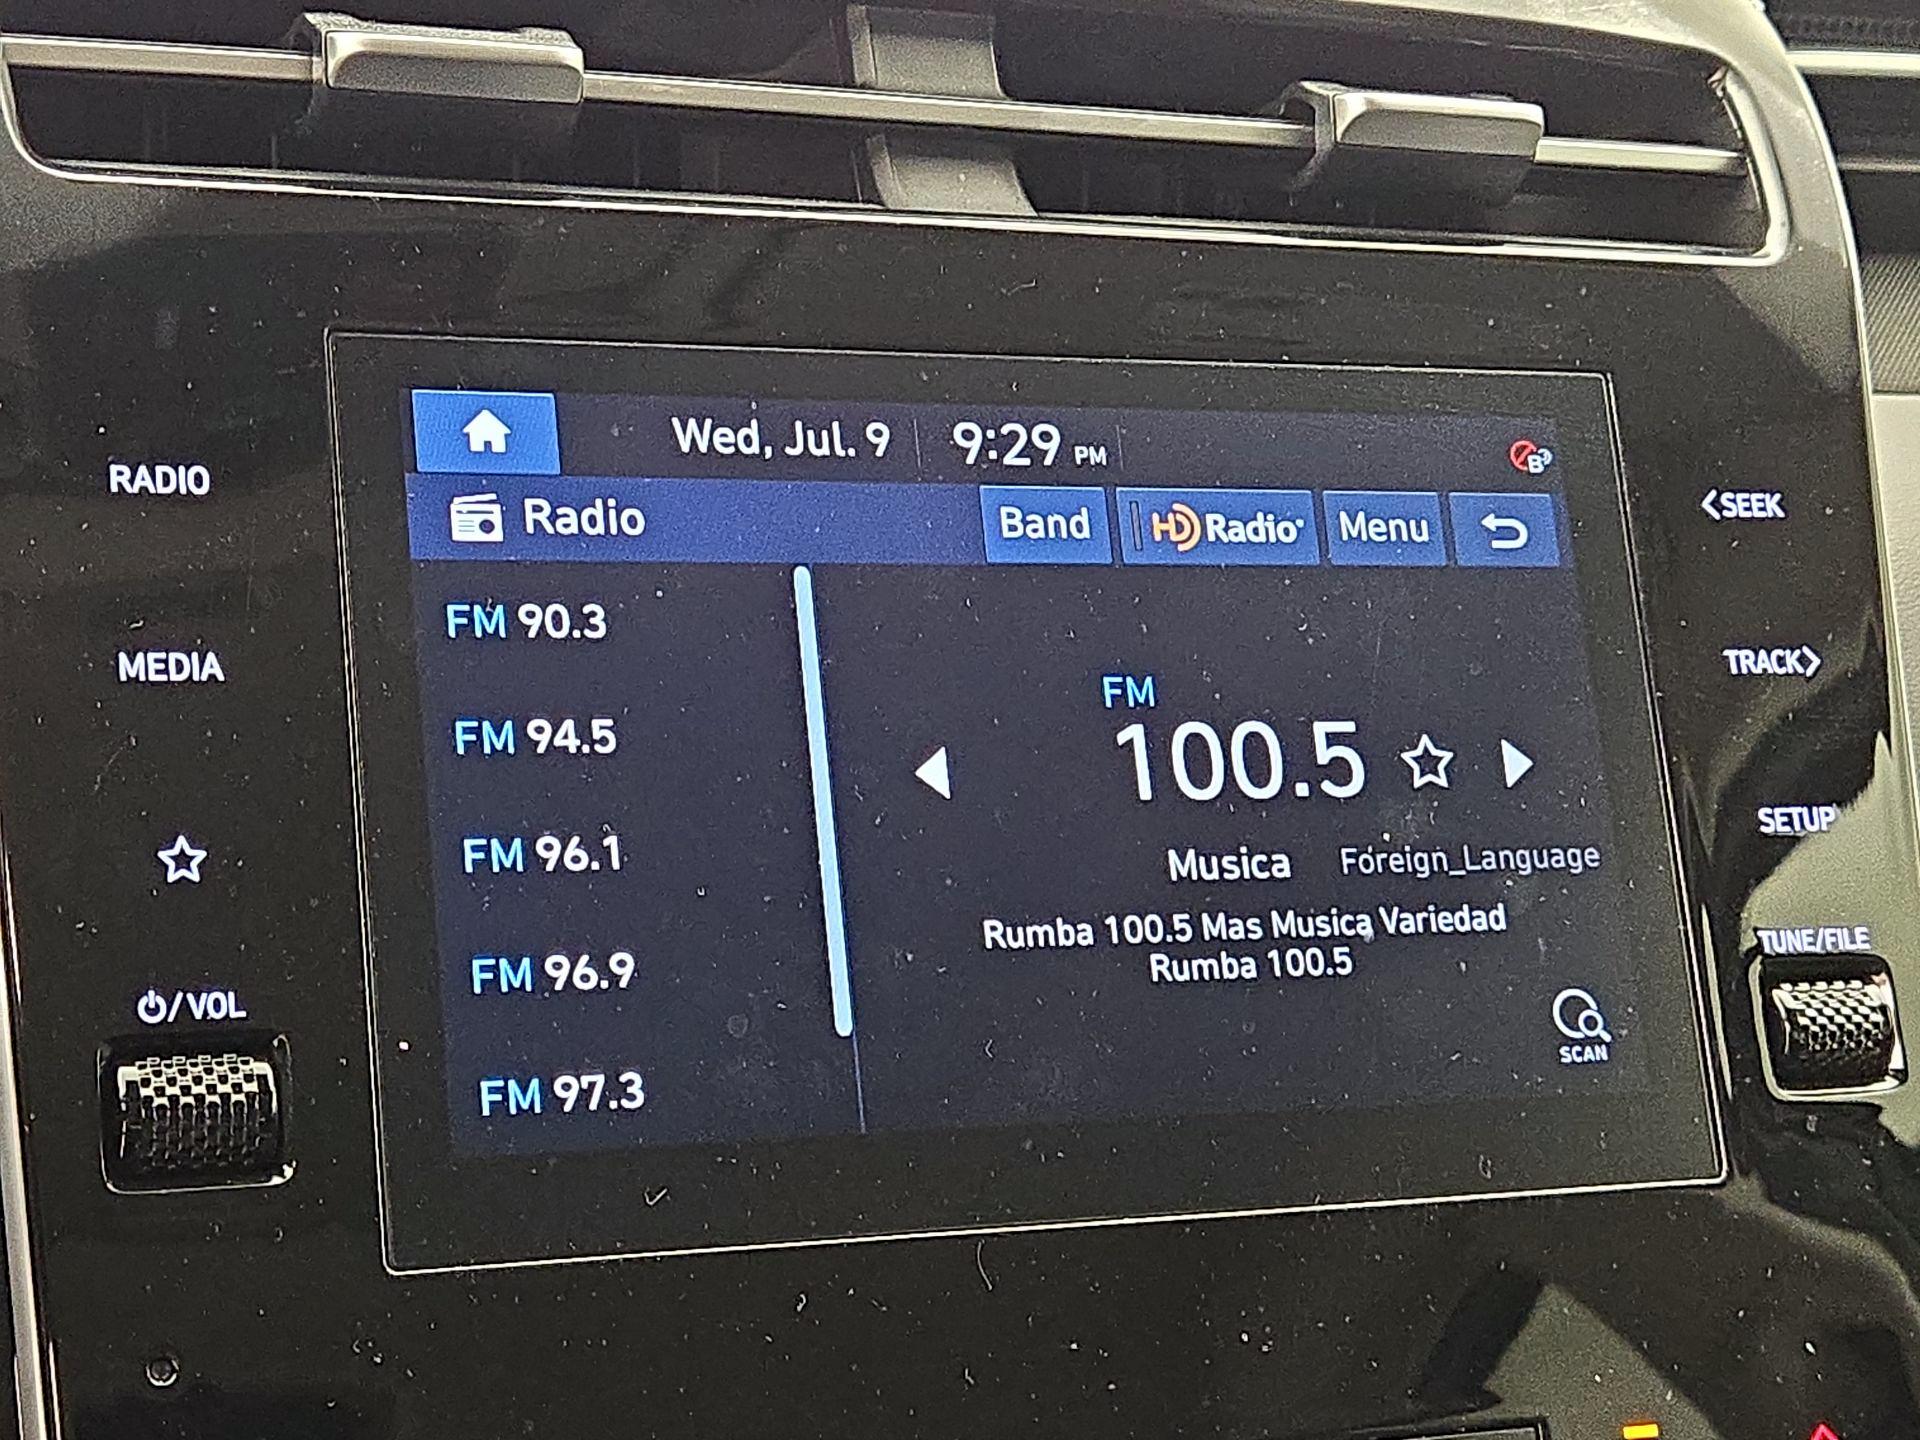 Wed, Jul. 9 9:29 PM
B
RADIO
Radio
Band
HD Radio
Menu
<SEEK
FM 90.3
MEDIA
TRACK>
FM 94.5
FM
100.5
SETUP
FM 96.1
Musica Foreign_Language
Rumba 100.5 Mas Musica Variedad
Rumba 100.5
TUNE/FILE
FM 96.9
/VOL
SCAN
FM 97.3